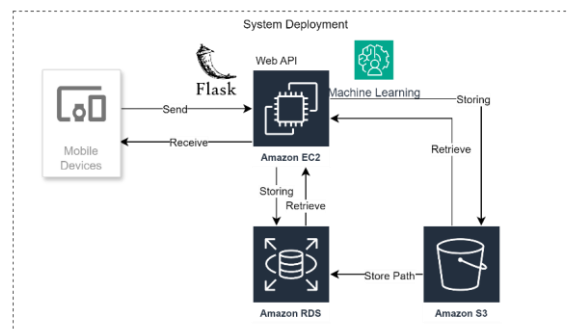 System Deployment
Web API
Flask
Machine Learning
Send
Storing
Mobile
Devices
Receive
Retrieve
Amazon EC2
Storing
Retrieve
Store Path
Amazon RDS
Amazon S3